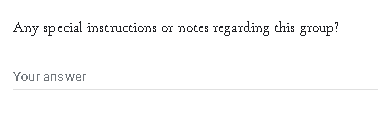 Any special instructions or notes regarding this group?
Your answer